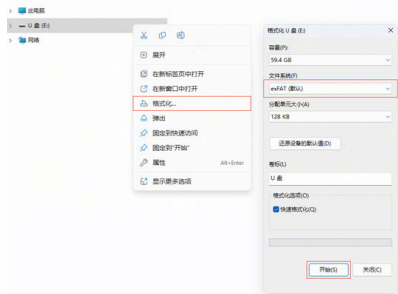 此电脑
U 盘 (E:)
网络
展开
在新标签页中打开
在新窗口中打开
格式化...
弹出
固定到快速访问
固定到"开始"
属性 Alt+Enter
显示更多选项
格式化 U 盘 (E:)
容量(P):
59.4 GB
文件系统(F)
exFAT (默认)
分配单元大小(A)
128 KB
还原设备的默认值(D)
卷标(L)
U 盘
格式化选项(O)
快速格式化(Q)
开始(S)
关闭(C)